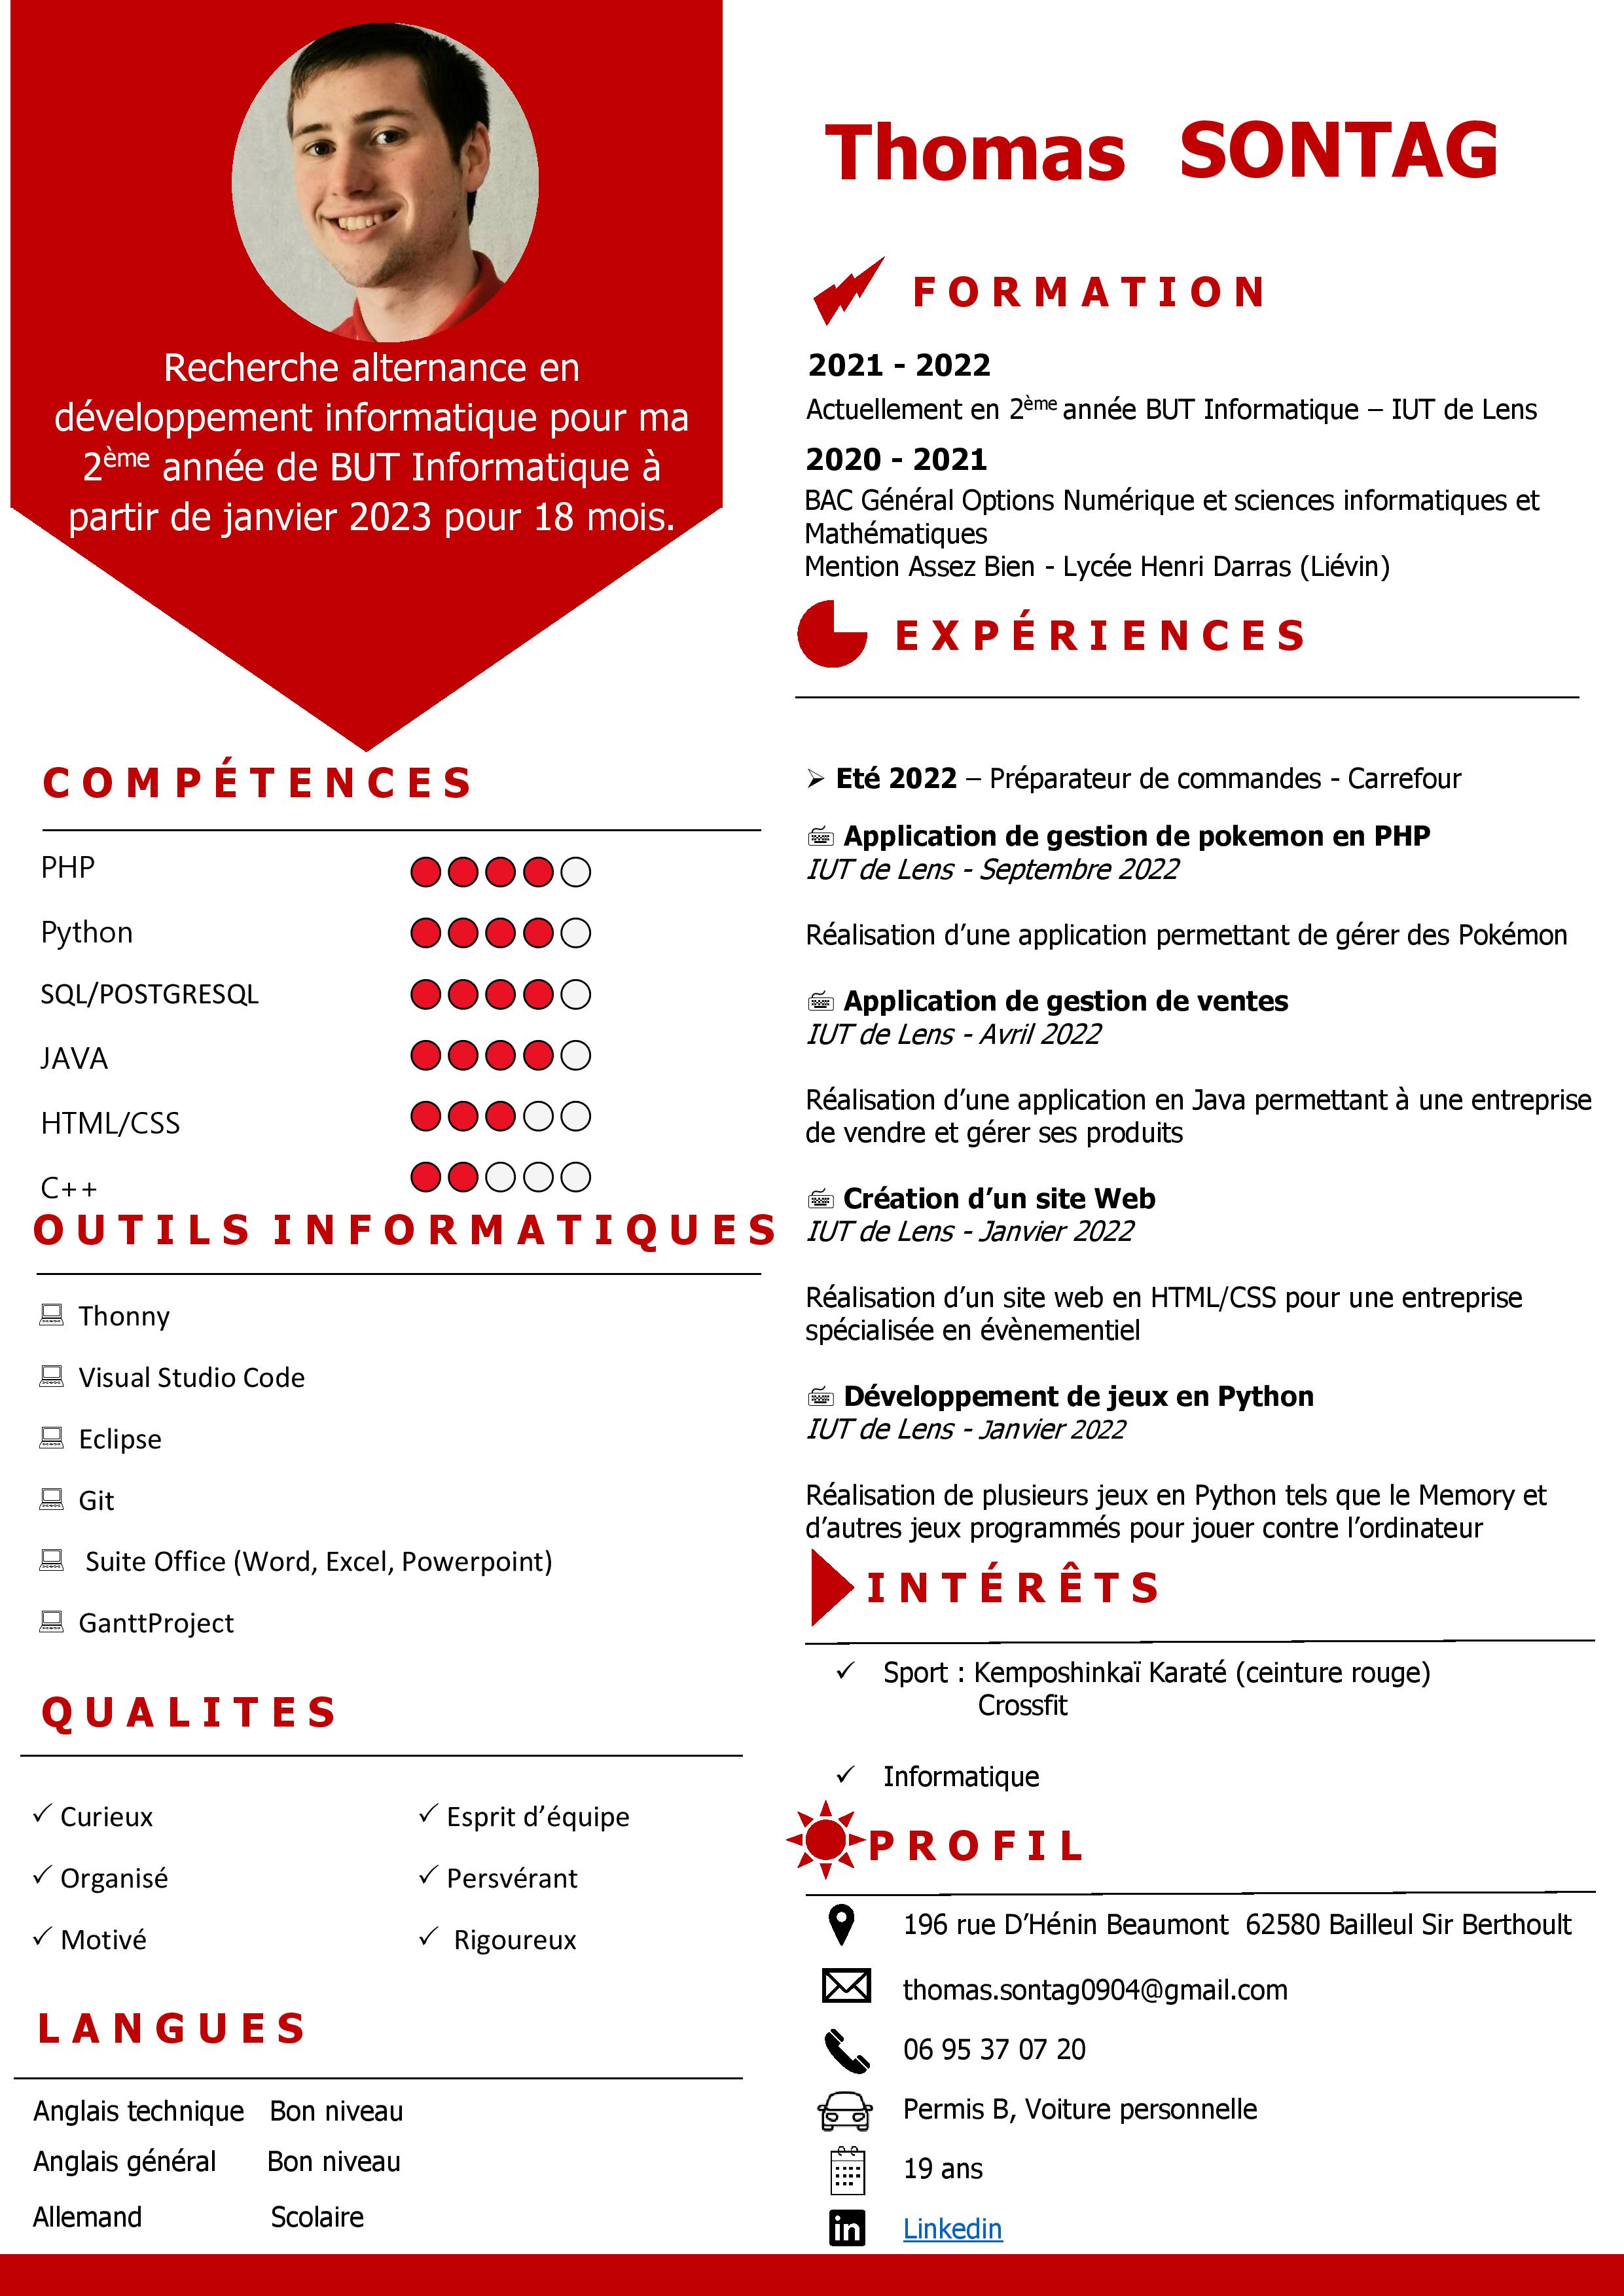 Recherche alternance en
développement informatique pour ma
2ème année de BUT Informatique à
partir de janvier 2023 pour 18 mois.
COMPÉTENCES
PHP
Python
SQL/POSTGRESQL
JAVA
HTML/CSS
C++
OUTILS INFORMATIQUES
Thonny
Visual Studio Code
Eclipse
Git
Suite Office (Word, Excel, Powerpoint)
GanttProject
QUALITES
Curieux
Esprit d’équipe
Organisé
Persvérant
Motivé
Rigoureux
LANGUES
Anglais technique Bon niveau
Anglais général Bon niveau
Allemand Scolaire
Thomas SONTAG
FORMATION
2021 - 2022
Actuellement en 2ème année BUT Informatique – IUT de Lens
2020 - 2021
BAC Général Options Numérique et sciences informatiques et
Mathématiques
Mention Assez Bien - Lycée Henri Darras (Liévin)
EXPÉRIENCES
➢ Eté 2022 – Préparateur de commandes - Carrefour
Application de gestion de pokemon en PHP
IUT de Lens - Septembre 2022
Réalisation d’une application permettant de gérer des Pokémon
Application de gestion de ventes
IUT de Lens - Avril 2022
Réalisation d’une application en Java permettant à une entreprise
de vendre et gérer ses produits
Création d’un site Web
IUT de Lens - Janvier 2022
Réalisation d’un site web en HTML/CSS pour une entreprise
spécialisée en évènementiel
Développement de jeux en Python
IUT de Lens - Janvier 2022
Réalisation de plusieurs jeux en Python tels que le Memory et
d’autres jeux programmés pour jouer contre l’ordinateur
INTÉRÊTS
Sport : Kemposhinkaï Karaté (ceinture rouge)
Crossfit
Informatique
PROFIL
196 rue D’Hénin Beaumont 62580 Bailleul Sir Berthoult
thomas.sontag0904@gmail.com
06 95 37 07 20
Permis B, Voiture personnelle
19 ans
in Linkedin